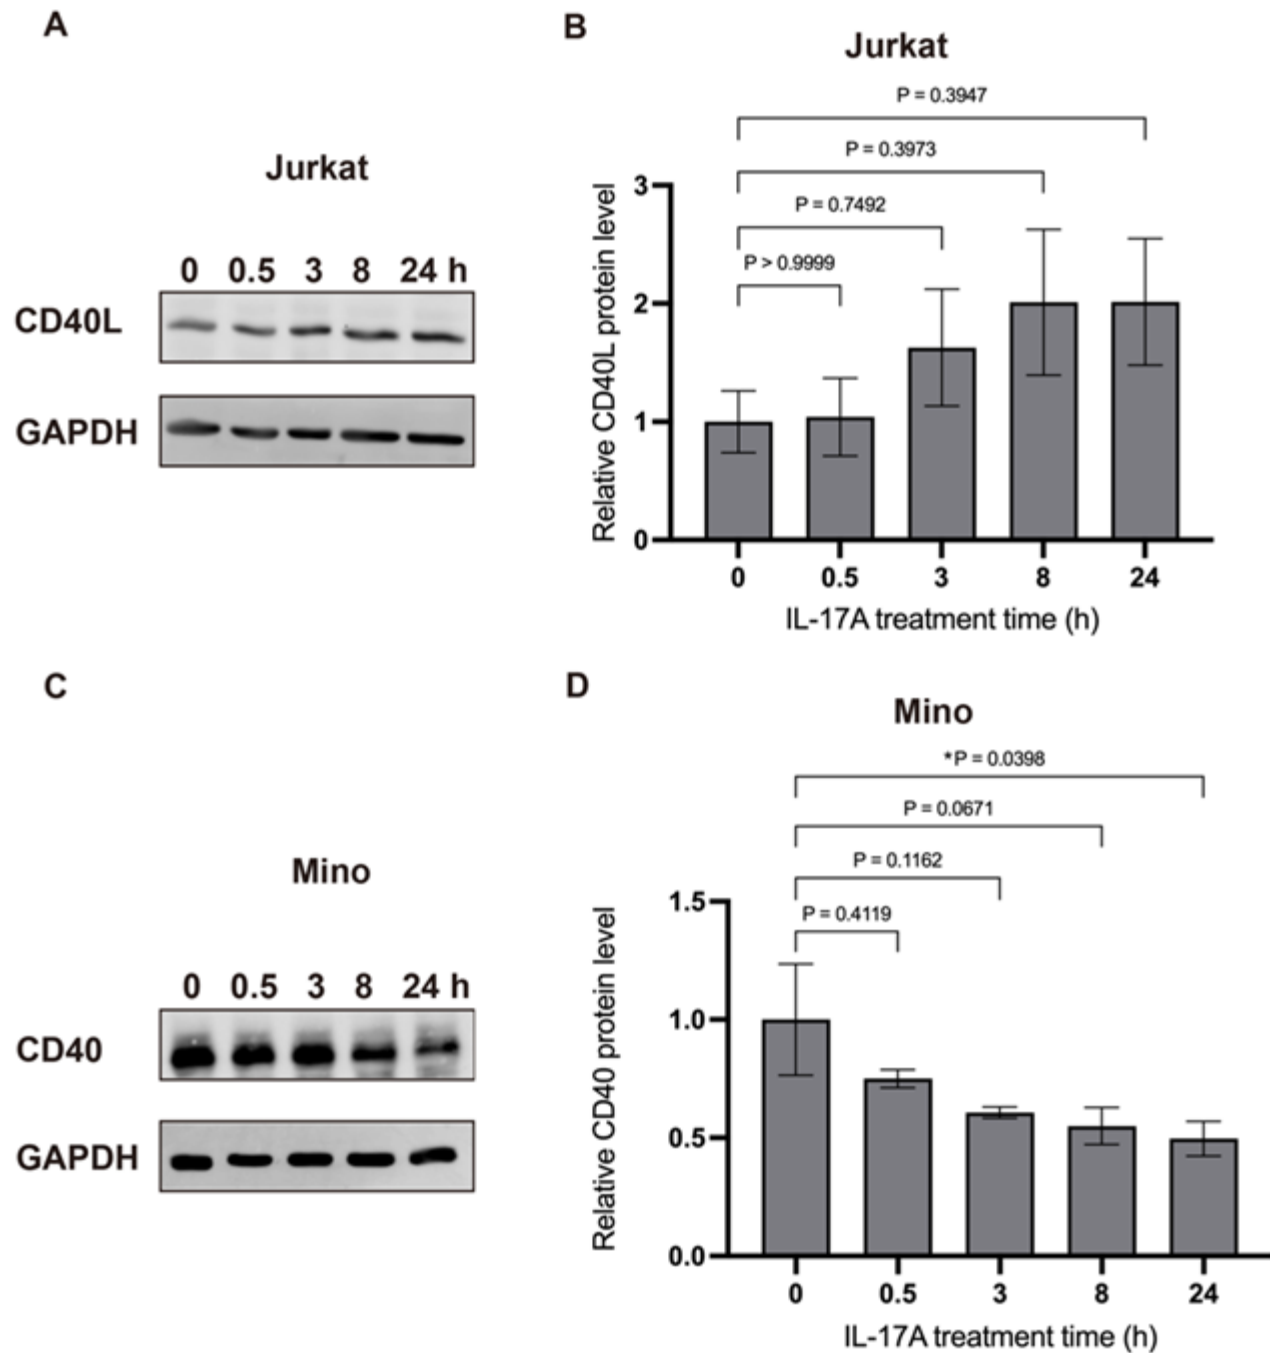 A
Jurkat
0 0.5 3 8 24 h
CD40L
GAPDH
B
Jurkat
P = 0.3947
P = 0.3973
P = 0.7492
P > 0.9999
Relative CD40L protein level
3
2
1
0
0 0.5 3 8 24
IL-17A treatment time (h)
C
Mino
0 0.5 3 8 24 h
CD40
GAPDH
D
Mino
*P = 0.0398
P = 0.0671
P = 0.1162
P = 0.4119
Relative CD40 protein level
1.5
1.0
0.5
0.0
0 0.5 3 8 24
IL-17A treatment time (h)